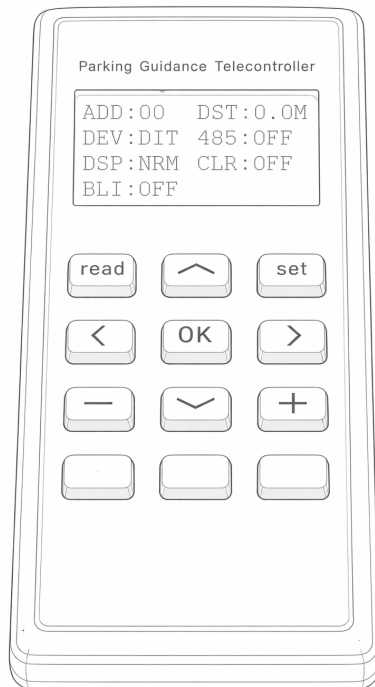 Parking Guidance Telecontroller
ADD:00 DST:0.0M
DEV:DIT 485:OFF
DSP:NRM CLR:OFF
BLI:OFF
read set
< OK >
— +